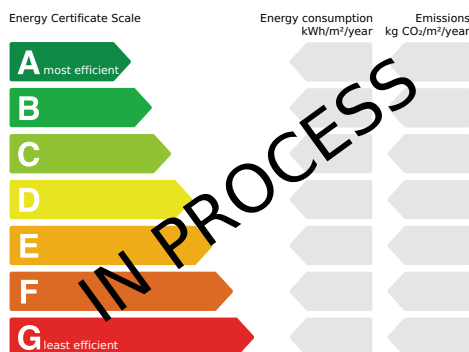 Energy Certificate Scale
Energy consumption
kWh/m²/year
Emissions
kg CO₂/m²/year
A most efficient
B
C
D
E
F
G least efficient
IN PROCESS